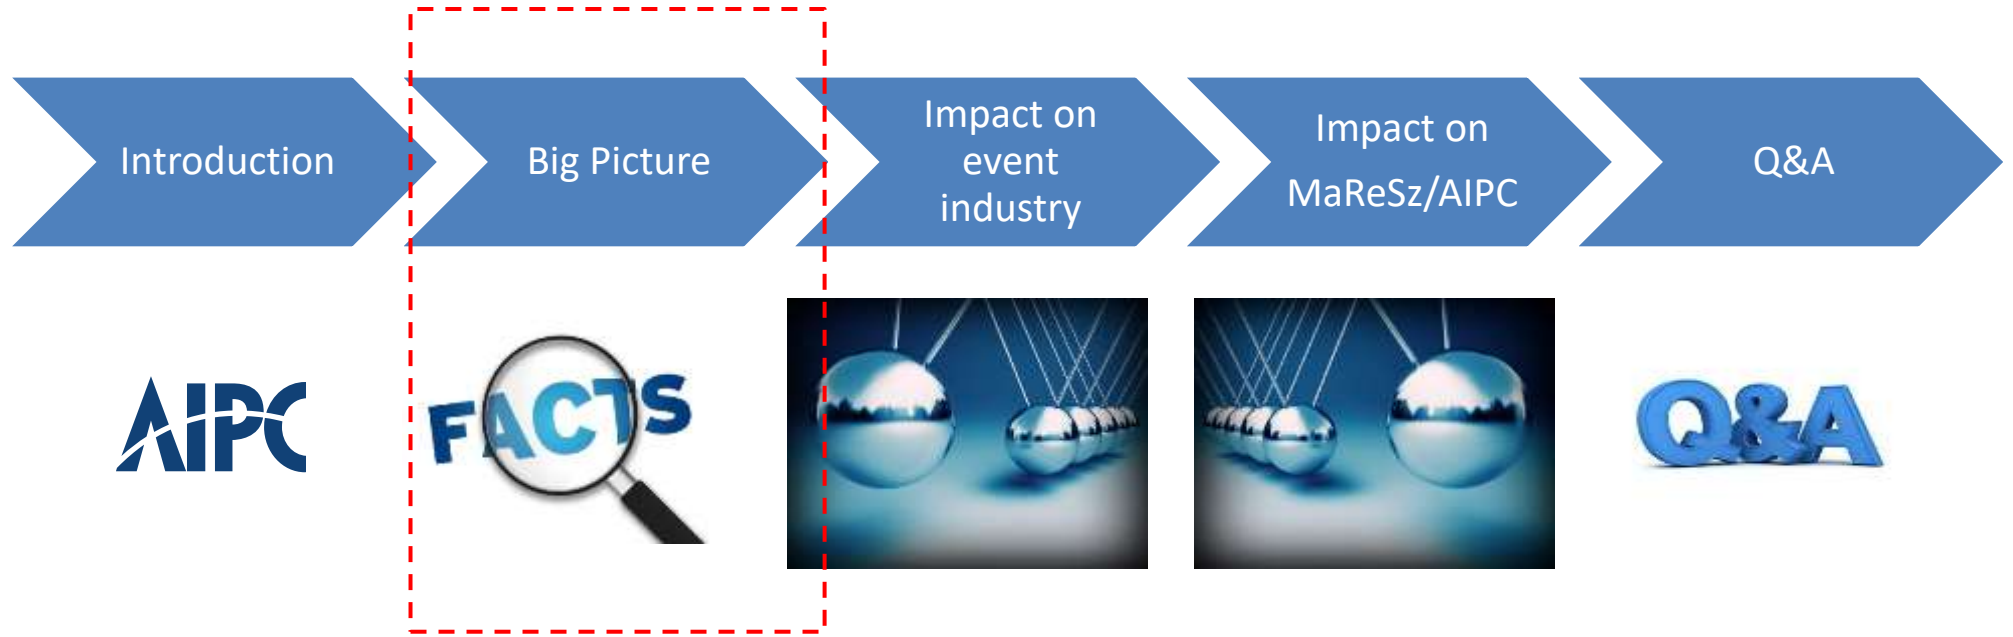 Introduction
Big Picture
Impact on
event
industry
Impact on
MaReSz/AIPC
Q&A
AIPC
FACTS
Q&A